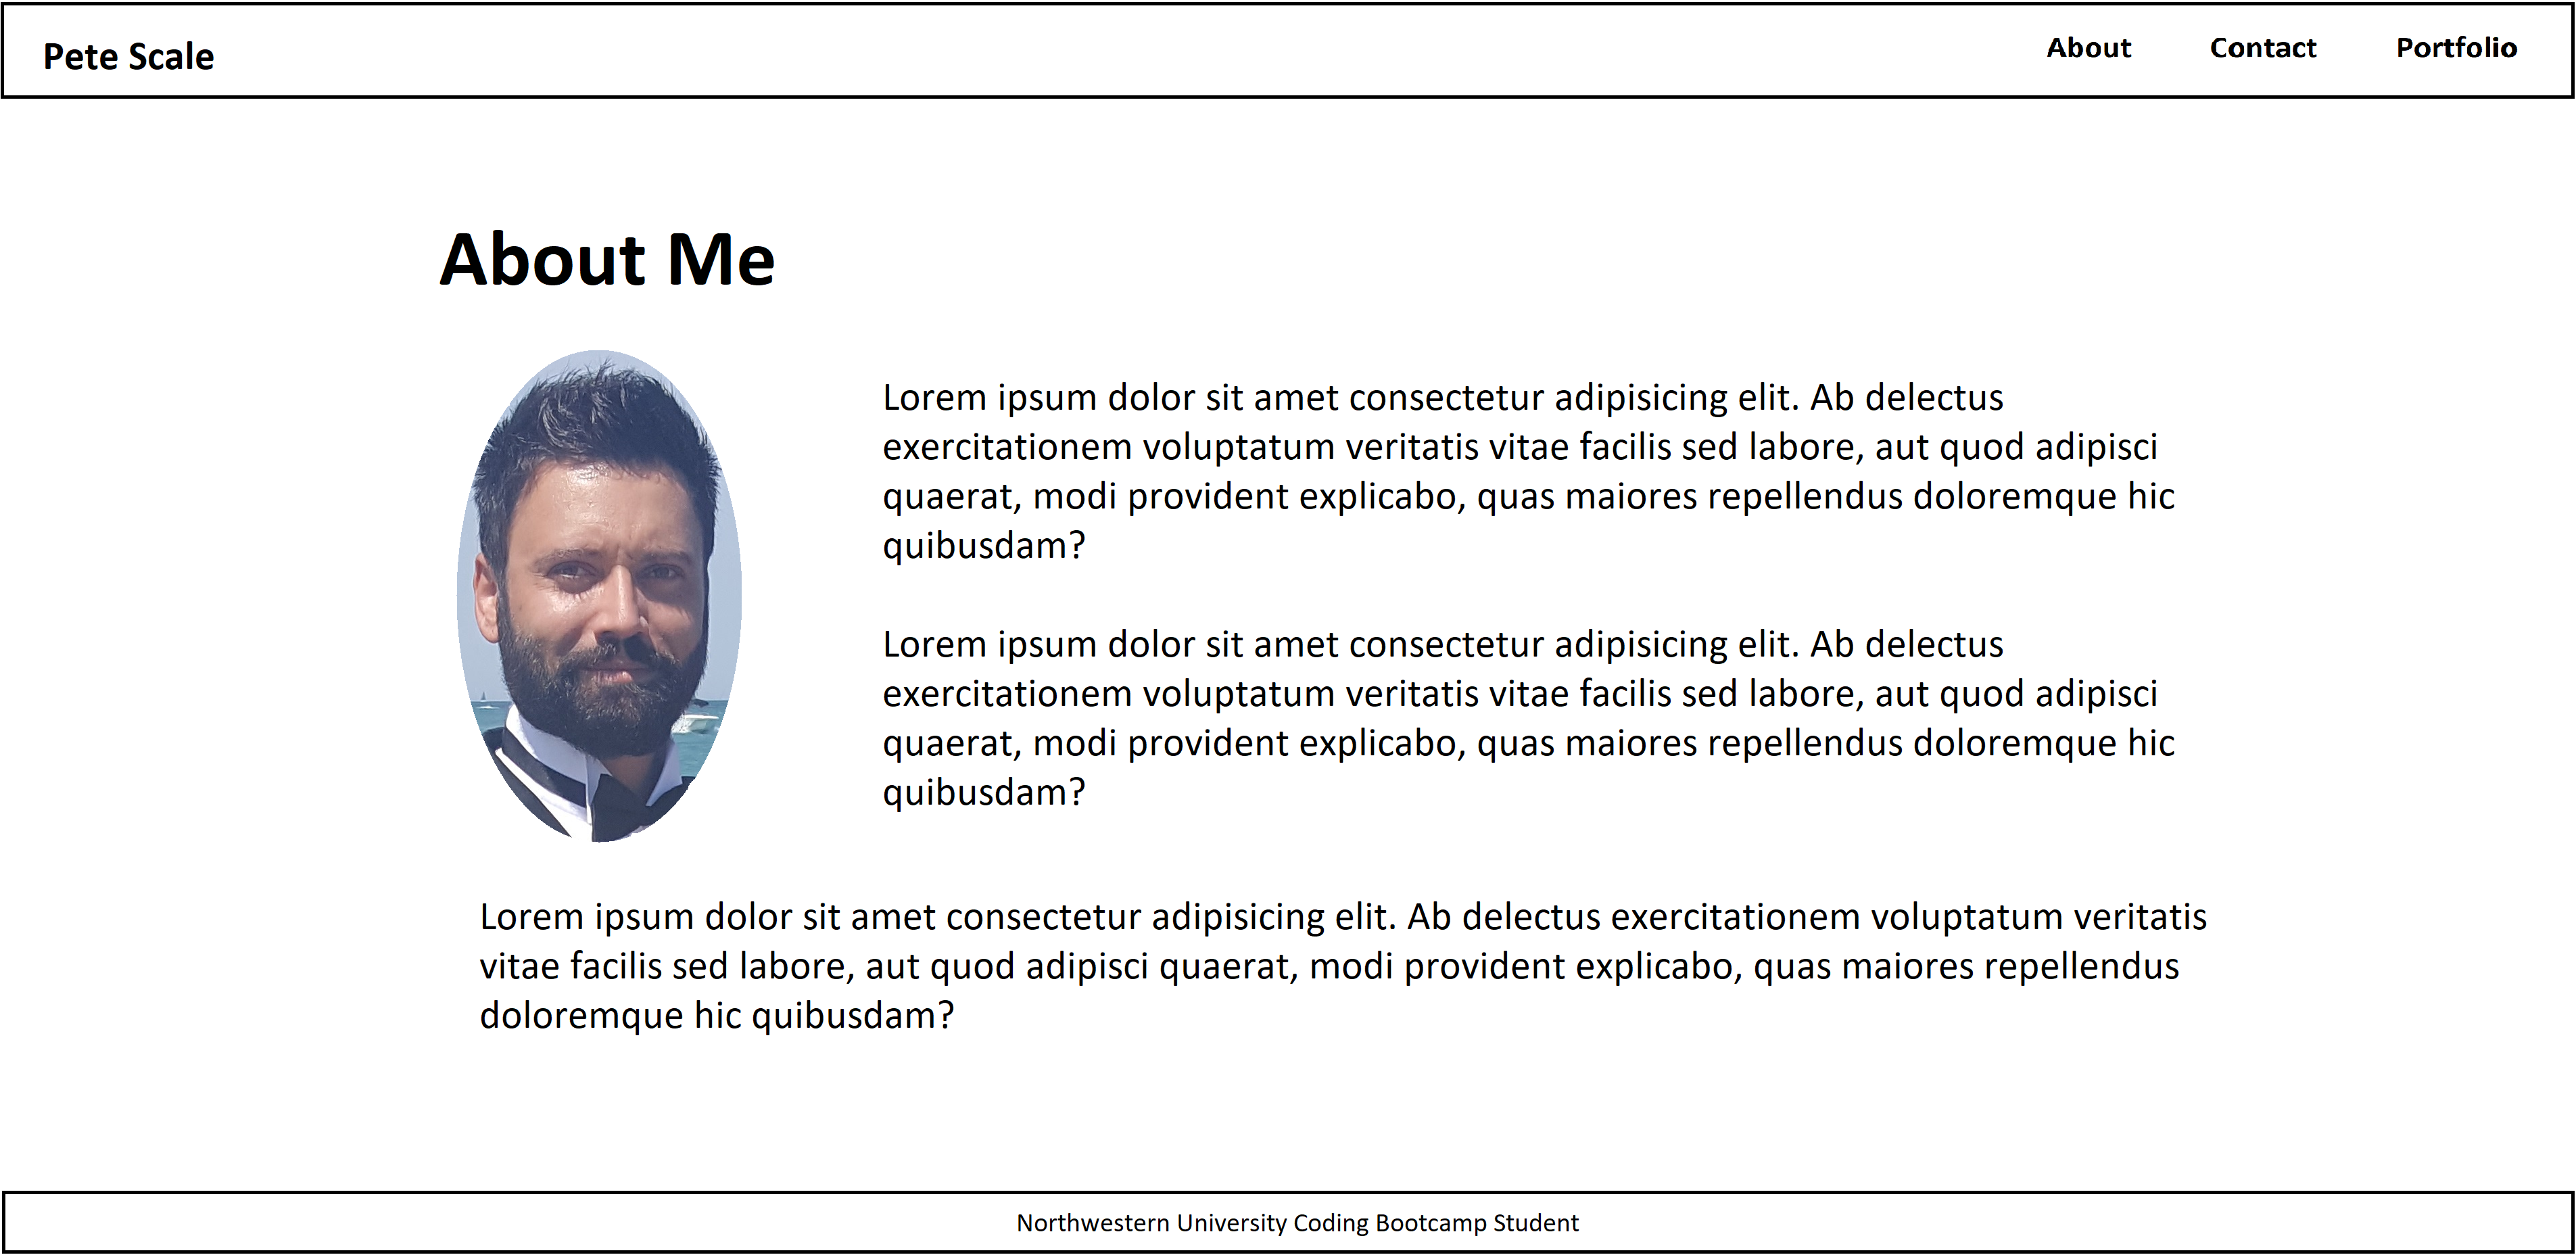 Pete Scale
About Contact Portfolio
About Me
Lorem ipsum dolor sit amet consectetur adipisicing elit. Ab delectus
exercitationem voluptatum veritatis vitae facilis sed labore, aut quod adipisci
quaerat, modi provident explicabo, quas maiores repellendus doloremque hic
quibusdam?
Lorem ipsum dolor sit amet consectetur adipisicing elit. Ab delectus
exercitationem voluptatum veritatis vitae facilis sed labore, aut quod adipisci
quaerat, modi provident explicabo, quas maiores repellendus doloremque hic
quibusdam?
Lorem ipsum dolor sit amet consectetur adipisicing elit. Ab delectus exercitationem voluptatum veritatis
vitae facilis sed labore, aut quod adipisci quaerat, modi provident explicabo, quas maiores repellendus
doloremque hic quibusdam?
Northwestern University Coding Bootcamp Student